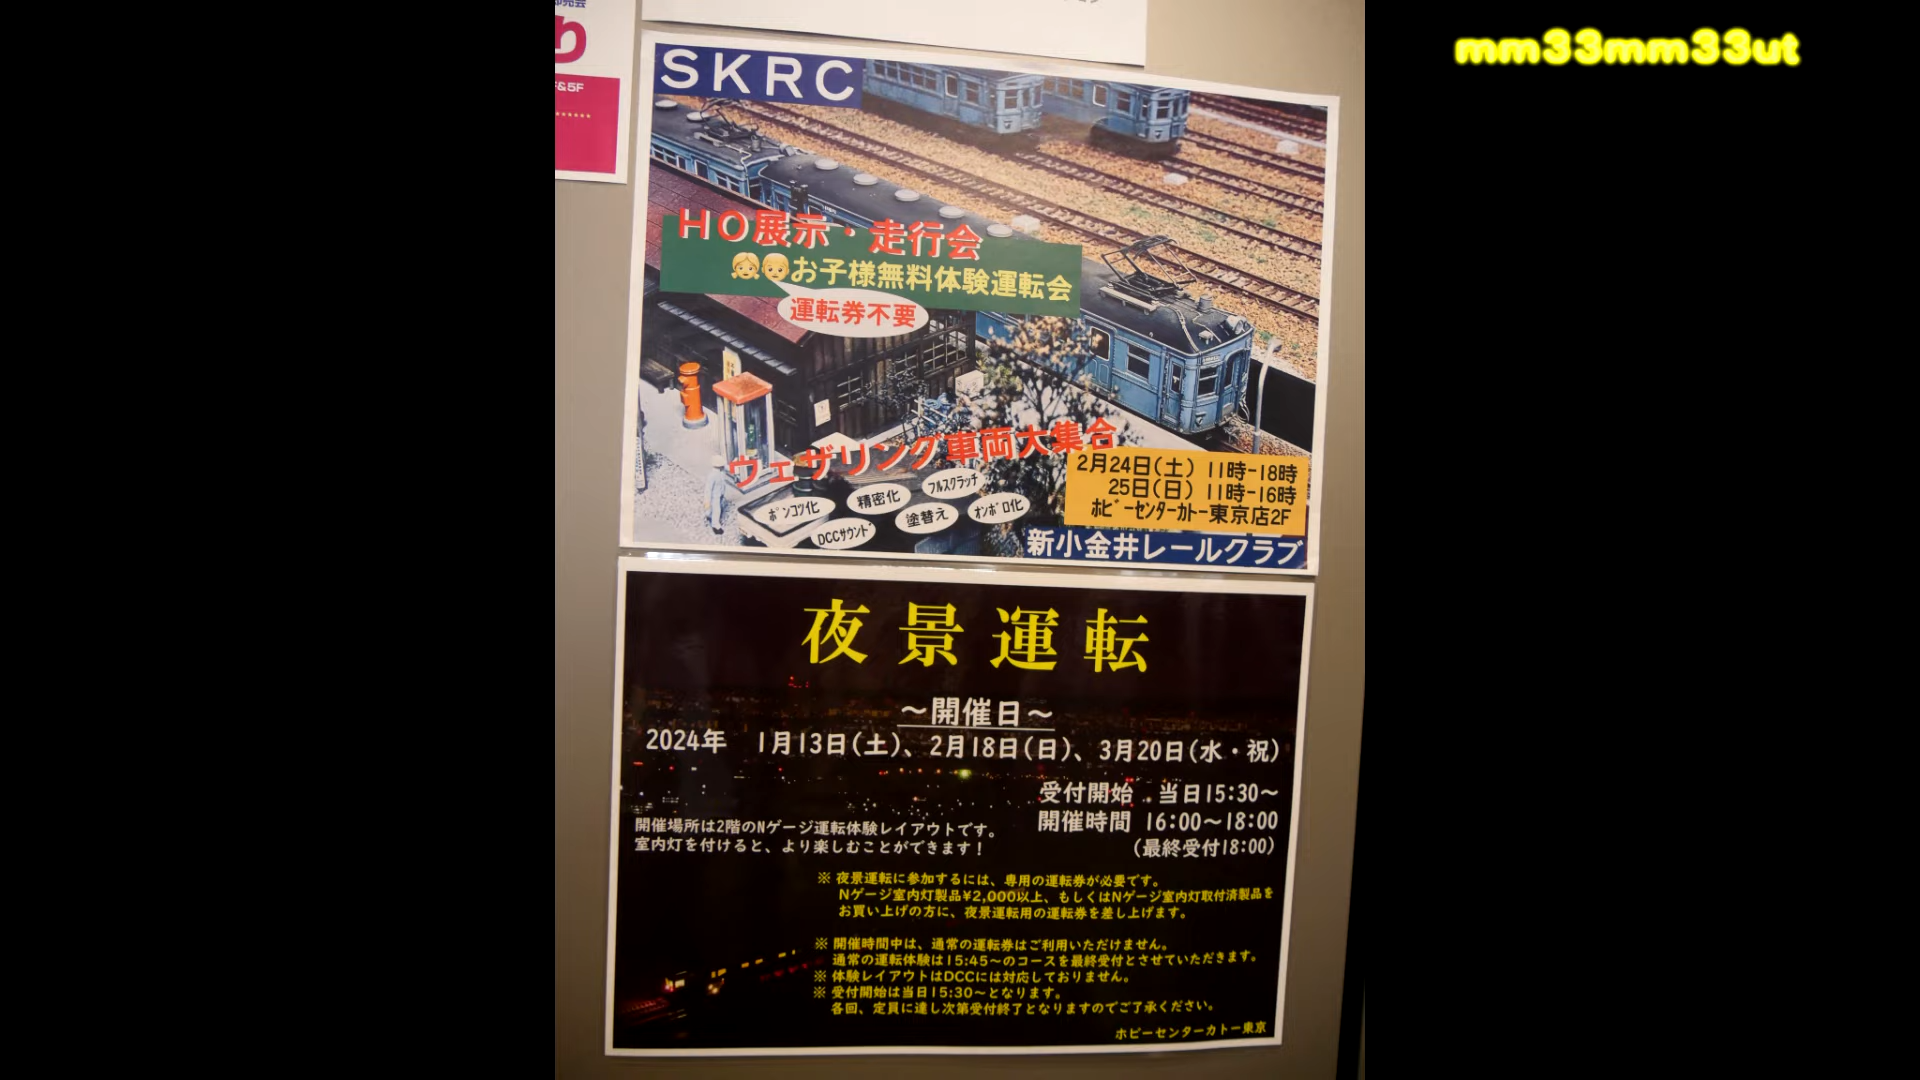 mm33mm33ut
り
F&5F
SKRC
HO展示・走行会
お子様無料体験運転会
運転券不要
ウェザリング車両大集合
ポンコツ化
精密化
フルスクラッチ
DCCサウンド
塗替え
オンボロ化
2月24日(土) 11時-18時
25日(日) 11時-16時
ホビーセンターカトー東京店2F
新小金井レールクラブ
夜景運転
～開催日～
2024年 1月13日(土)、2月18日(日)、3月20日(水・祝)
受付開始 当日15:30～
開催時間 16:00～18:00
(最終受付18:00)
開催場所は2階のNゲージ運転体験レイアウトです。
室内灯を付けると、より楽しむことができます！
※ 夜景運転に参加するには、専用の運転券が必要です。
Nゲージ室内灯製品¥2,000以上、もしくはNゲージ室内灯取付済製品を
お買い上げの方に、夜景運転用の運転券を差し上げます。
※ 開催時間中は、通常の運転券はご利用いただけません。
通常の運転体験は15:45～のコースを最終受付とさせていただきます。
※ 体験レイアウトはDCCには対応しておりません。
※ 受付開始は当日15:30～となります。
各回、定員に達し次第受付終了となりますのでご了承ください。
ホビーセンターカトー東京